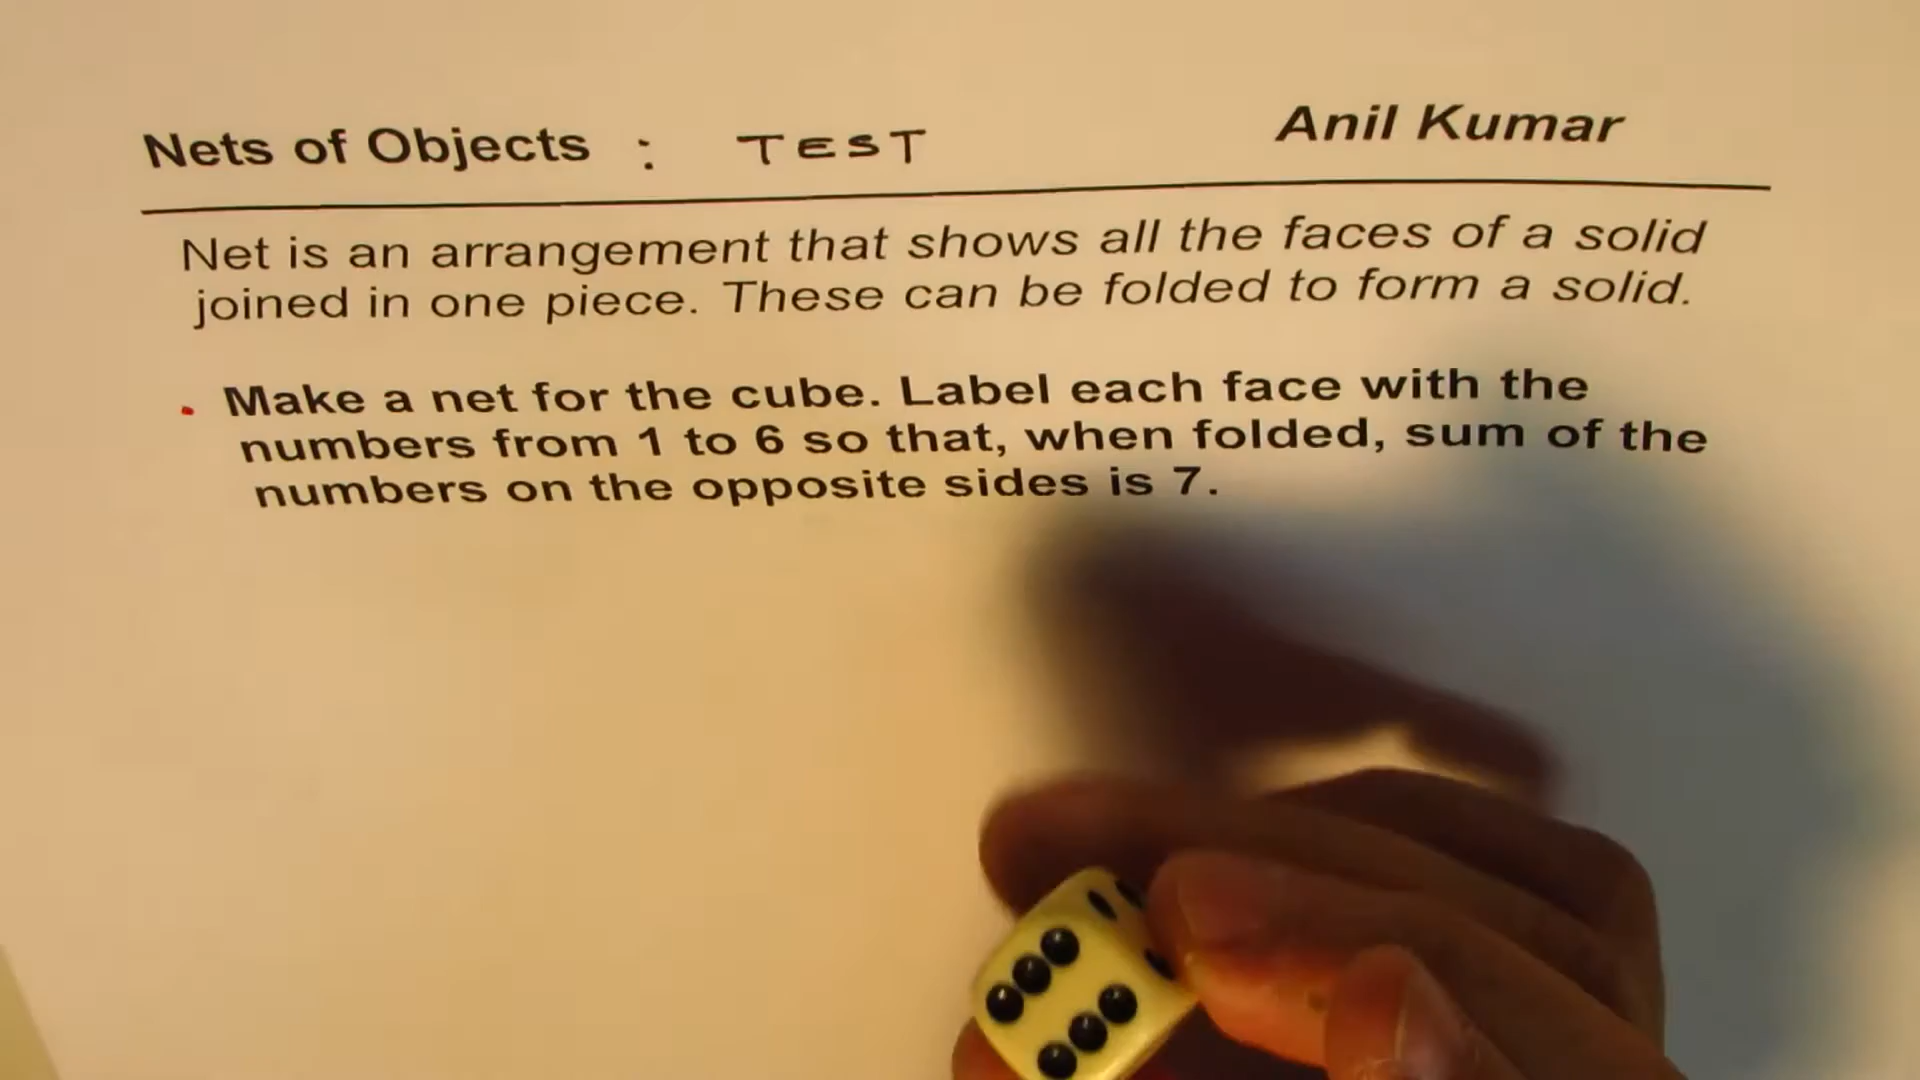 Nets of Objects : TEST Anil Kumar
Net is an arrangement that shows all the faces of a solid
joined in one piece. These can be folded to form a solid.
Make a net for the cube. Label each face with the
numbers from 1 to 6 so that, when folded, sum of the
numbers on the opposite sides is 7.